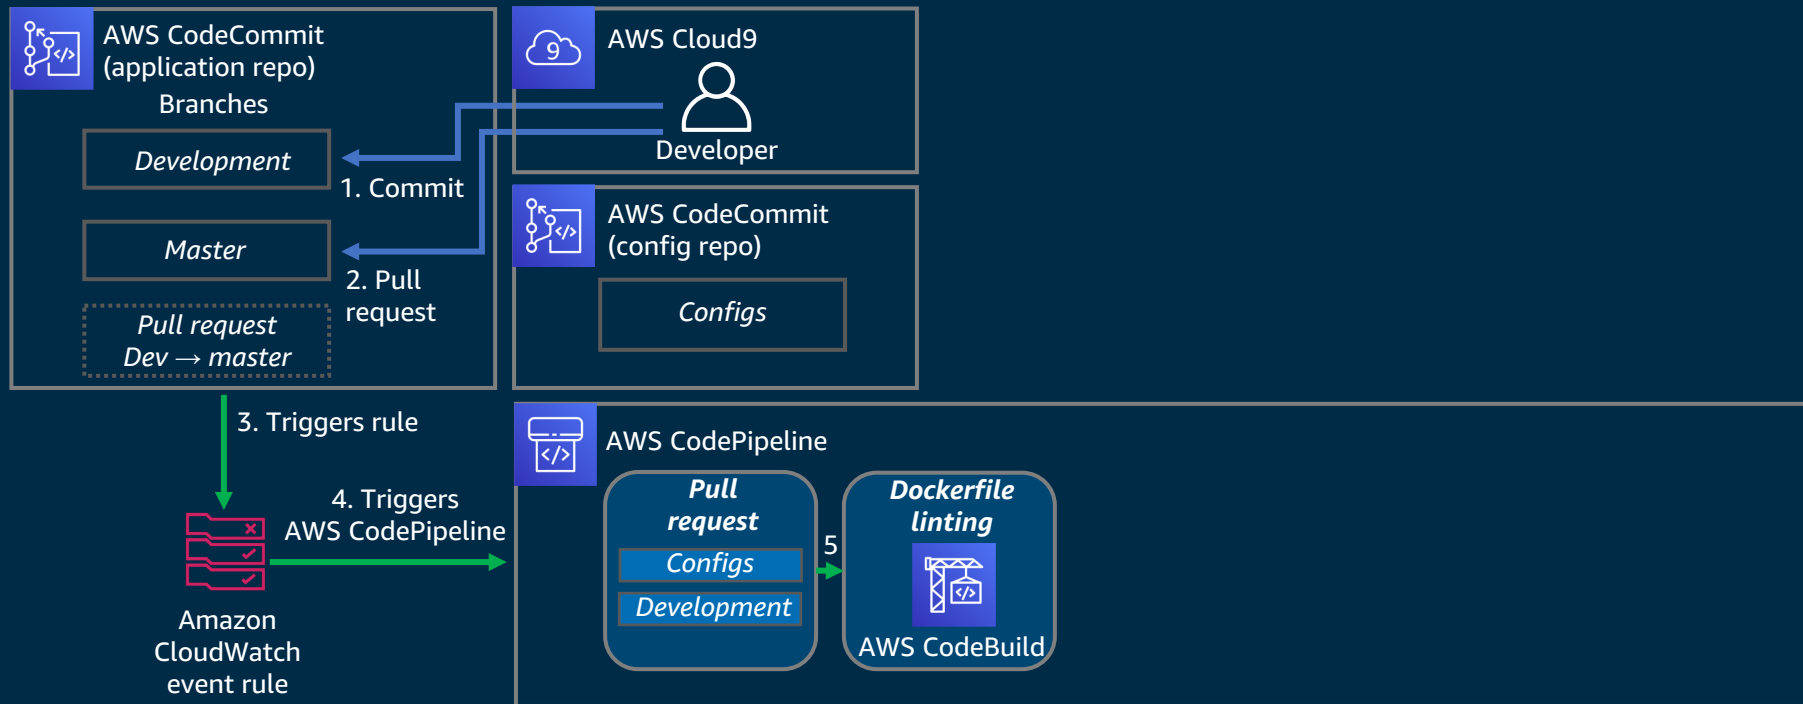 AWS CodeCommit
(application repo)
Branches
Development
Master
Pull request
Dev → master
1. Commit
2. Pull
request
9
AWS Cloud9
Developer
AWS CodeCommit
(config repo)
Configs
3. Triggers rule
4. Triggers
AWS CodePipeline
Amazon
CloudWatch
event rule
AWS CodePipeline
Pull
request
Configs
Development
5
Dockerfile
linting
AWS CodeBuild